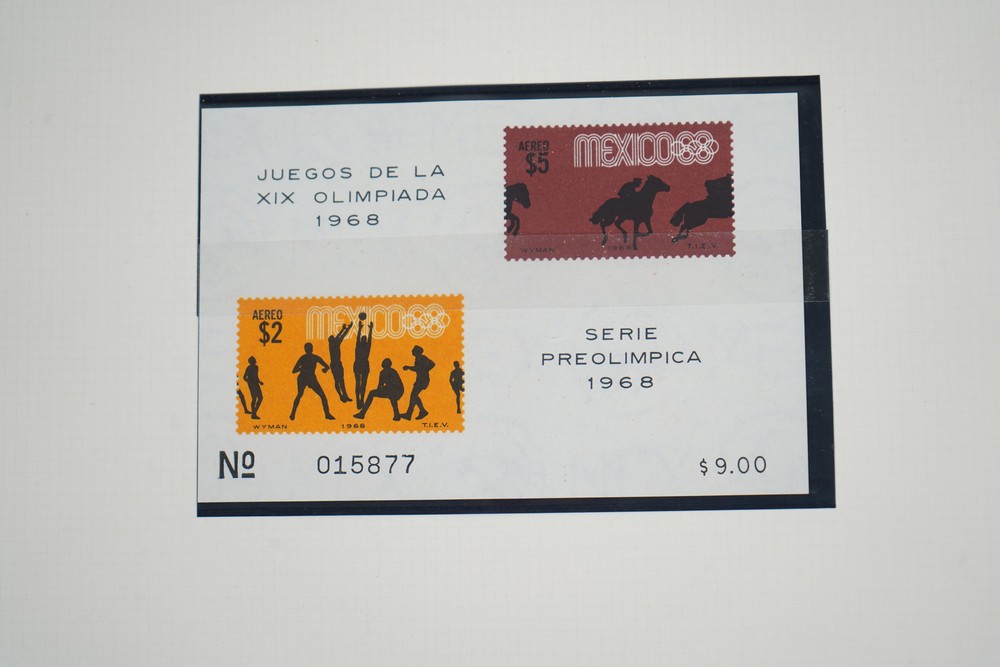 JUEGOS DE LA
XIX OLIMPIADA
1968
AEREO
$5
MEXICO68
WYMAN 1968 T.I.E.V.
AEREO
$2
MEXICO68
WYMAN 1968 T.I.E.V.
SERIE
PREOLIMPICA
1968
Nº 015877
$9.00